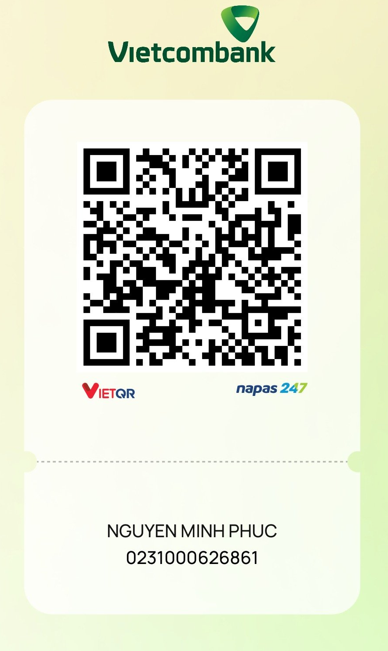 Vietcombank
VIETQR
napas 247
NGUYEN MINH PHUC
0231000626861